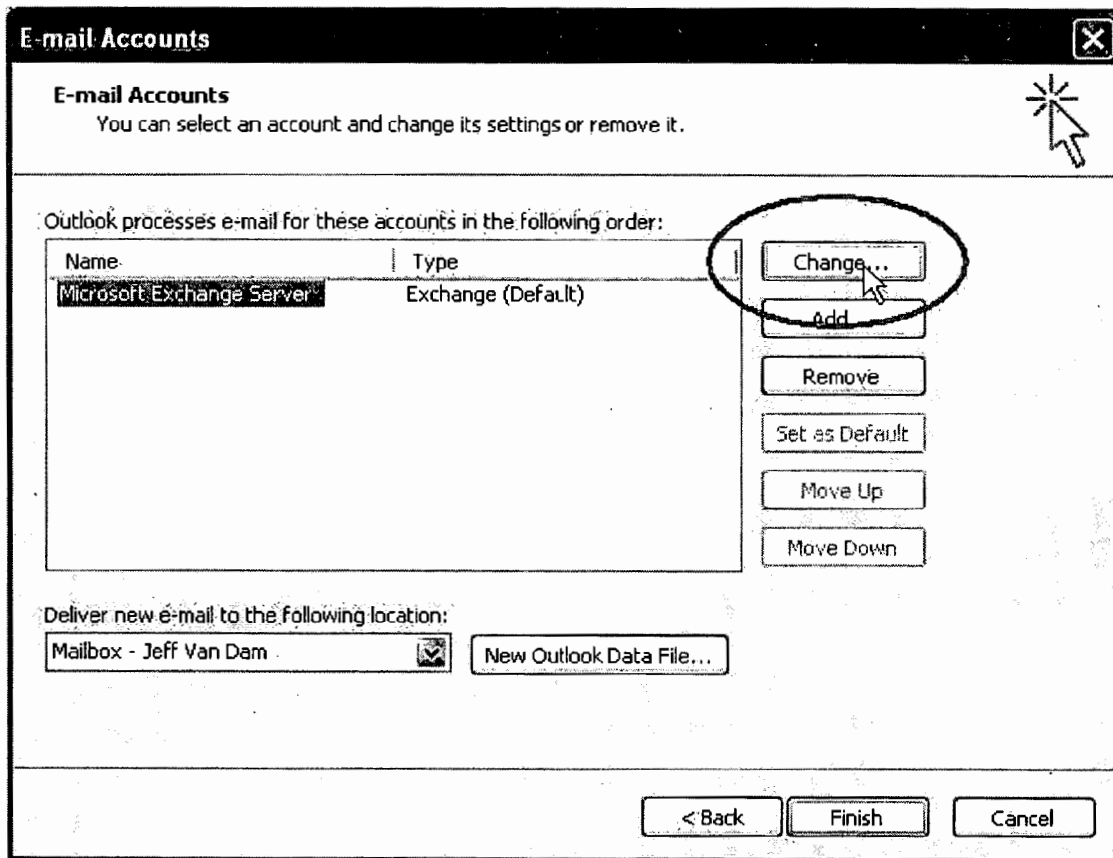 E-mail Accounts
E-mail Accounts
You can select an account and change its settings or remove it.
Outlook processes e-mail for these accounts in the following order:
Name Type
Microsoft Exchange Server Exchange (Default)
Change...
Add...
Remove
Set as Default
Move Up
Move Down
Deliver new e-mail to the following location:
Mailbox - Jeff Van Dam
New Outlook Data File...
< Back Finish Cancel